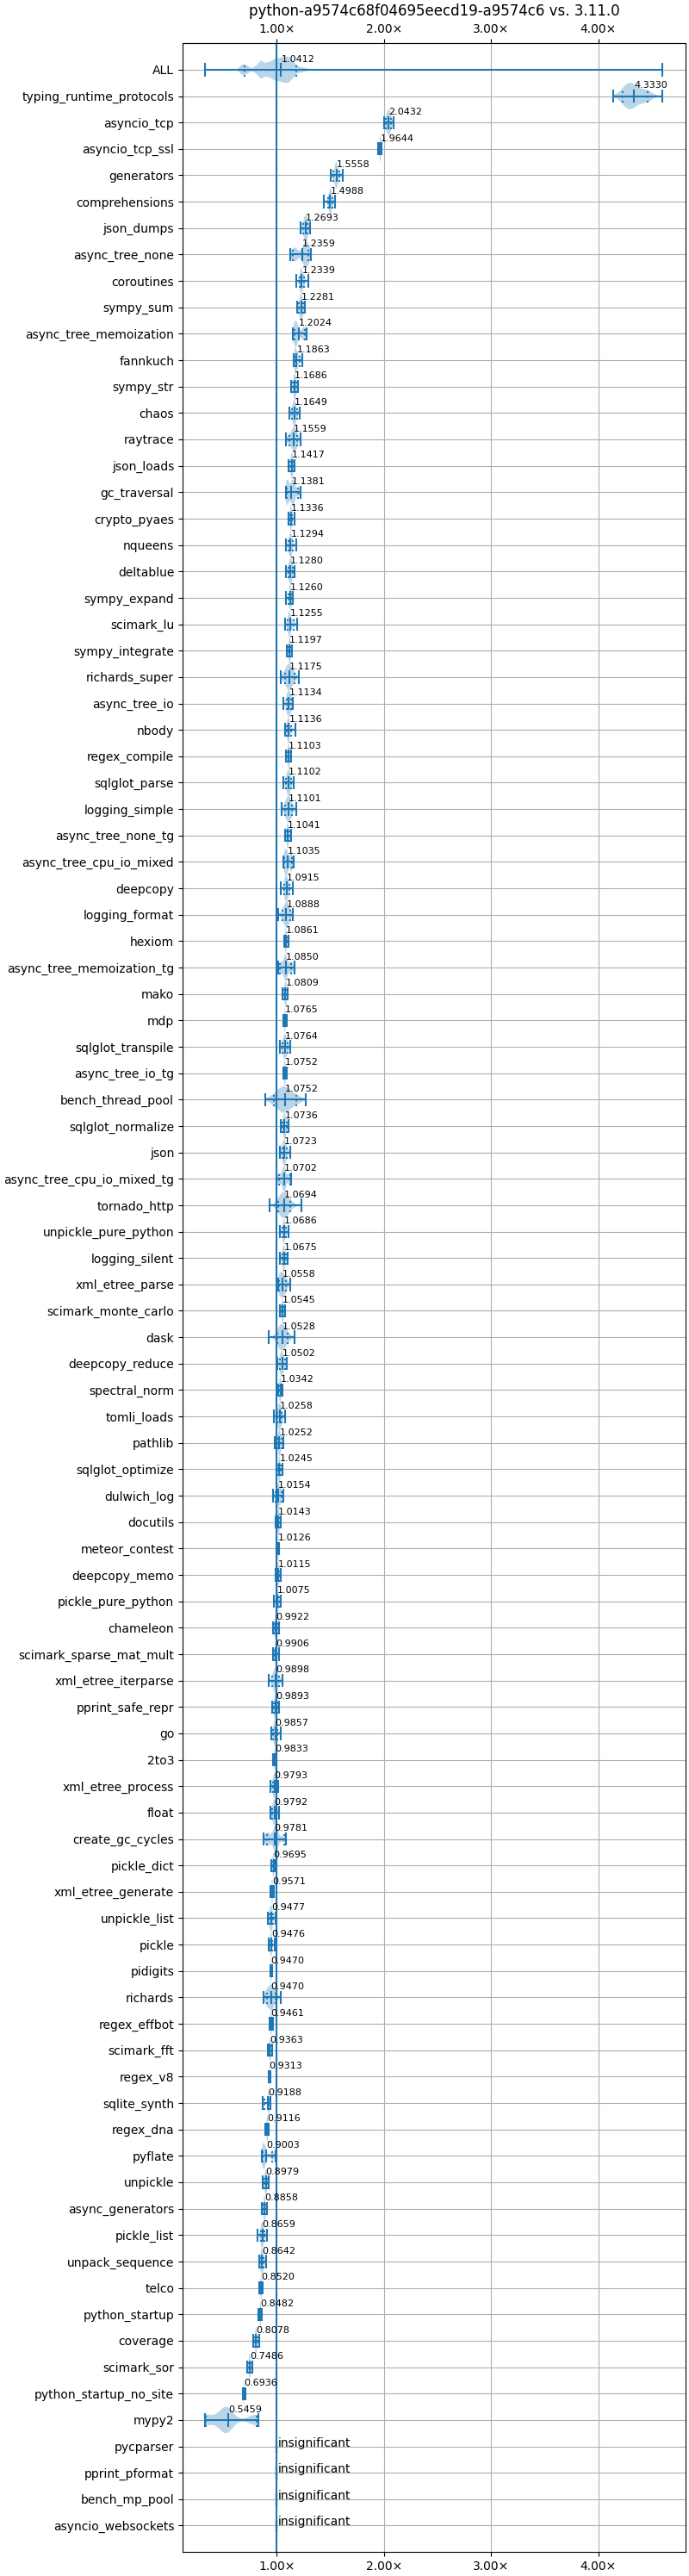 python-a9574c68f04695eecd19-a9574c6 vs. 3.11.0
1.00× 2.00× 3.00× 4.00×
ALL 1.0412
typing_runtime_protocols 4.3330
asyncio_tcp 2.0432
asyncio_tcp_ssl 1.9644
generators 1.5558
comprehensions 1.4988
json_dumps 1.2693
async_tree_none 1.2359
coroutines 1.2339
sympy_sum 1.2281
async_tree_memoization 1.2024
fannkuch 1.1863
sympy_str 1.1686
chaos 1.1649
raytrace 1.1559
json_loads 1.1417
gc_traversal 1.1381
crypto_pyaes 1.1336
nqueens 1.1294
deltablue 1.1280
sympy_expand 1.1260
scimark_lu 1.1255
sympy_integrate 1.1197
richards_super 1.1175
async_tree_io 1.1134
nbody 1.1136
regex_compile 1.1103
sqlglot_parse 1.1102
logging_simple 1.1101
async_tree_none_tg 1.1041
async_tree_cpu_io_mixed 1.1035
deepcopy 1.0915
logging_format 1.0888
hexiom 1.0861
async_tree_memoization_tg 1.0850
mako 1.0809
mdp 1.0765
sqlglot_transpile 1.0764
async_tree_io_tg 1.0752
bench_thread_pool 1.0752
sqlglot_normalize 1.0736
json 1.0723
async_tree_cpu_io_mixed_tg 1.0702
tornado_http 1.0694
unpickle_pure_python 1.0686
logging_silent 1.0675
xml_etree_parse 1.0558
scimark_monte_carlo 1.0545
dask 1.0528
deepcopy_reduce 1.0502
spectral_norm 1.0342
tomli_loads 1.0258
pathlib 1.0252
sqlglot_optimize 1.0245
dulwich_log 1.0154
docutils 1.0143
meteor_contest 1.0126
deepcopy_memo 1.0115
pickle_pure_python 1.0075
chameleon 0.9922
scimark_sparse_mat_mult 0.9906
xml_etree_iterparse 0.9898
pprint_safe_repr 0.9893
go 0.9857
2to3 0.9833
xml_etree_process 0.9793
float 0.9792
create_gc_cycles 0.9781
pickle_dict 0.9695
xml_etree_generate 0.9571
unpickle_list 0.9477
pickle 0.9476
pidigits 0.9470
richards 0.9470
regex_effbot 0.9461
scimark_fft 0.9363
regex_v8 0.9313
sqlite_synth 0.9188
regex_dna 0.9116
pyflate 0.9003
unpickle 0.8979
async_generators 0.8858
pickle_list 0.8659
unpack_sequence 0.8642
telco 0.8520
python_startup 0.8482
coverage 0.8078
scimark_sor 0.7486
python_startup_no_site 0.6936
mypy2 0.5459
pycparser insignificant
pprint_pformat insignificant
bench_mp_pool insignificant
asyncio_websockets insignificant
1.00× 2.00× 3.00× 4.00×